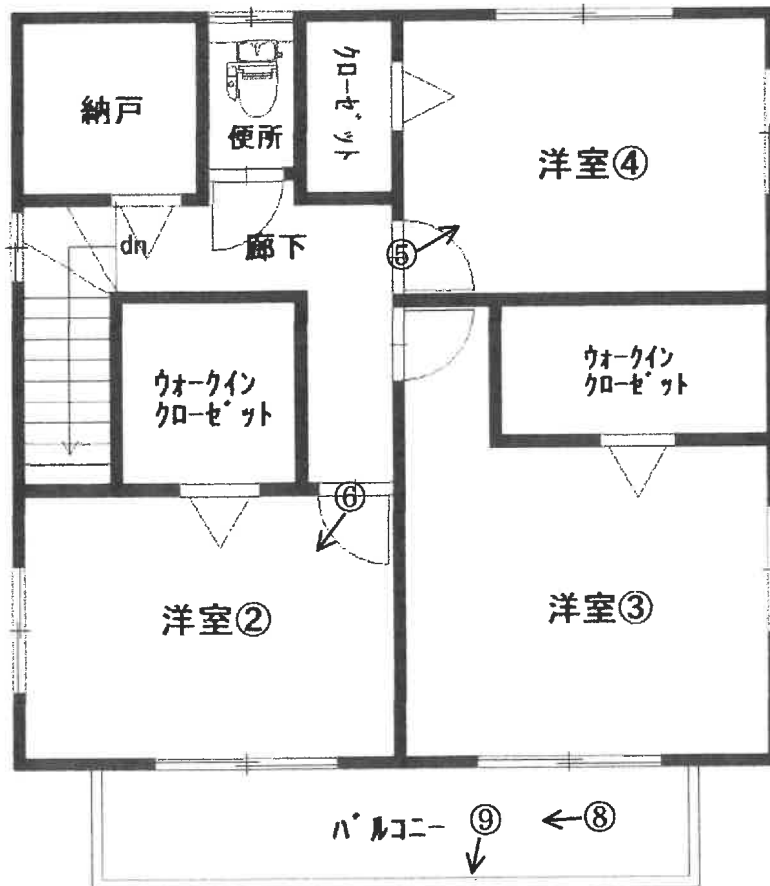 納戸
便所
クローゼット
洋室④
dn
廊下
⑤
ウォークイン
クローゼット
ウォークイン
クローゼット
⑥
洋室②
洋室③
バルコニー
⑨
⑧